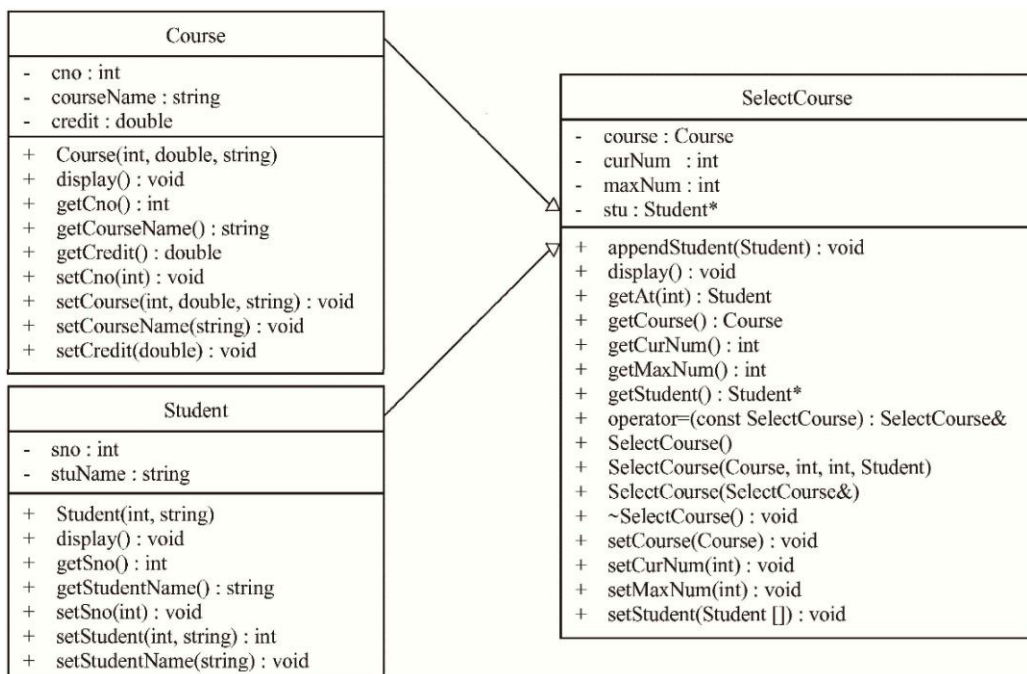 Course
- cno : int
- courseName : string
- credit : double
+ Course(int, double, string)
+ display() : void
+ getCno() : int
+ getCourseName() : string
+ getCredit() : double
+ setCno(int) : void
+ setCourse(int, double, string) : void
+ setCourseName(string) : void
+ setCredit(double) : void
Student
- sno : int
- stuName : string
+ Student(int, string)
+ display() : void
+ getSno() : int
+ getStudentName() : string
+ setSno(int) : void
+ setStudent(int, string) : int
+ setStudentName(string) : void
SelectCourse
- course : Course
- curNum : int
- maxNum : int
- stu : Student*
+ appendStudent(Student) : void
+ display() : void
+ getAt(int) : Student
+ getCourse() : Course
+ getCurNum() : int
+ getMaxNum() : int
+ getStudent() : Student*
+ operator=(const SelectCourse) : SelectCourse&
+ SelectCourse()
+ SelectCourse(Course, int, int, Student)
+ SelectCourse(SelectCourse&)
+ ~SelectCourse() : void
+ setCourse(Course) : void
+ setCurNum(int) : void
+ setMaxNum(int) : void
+ setStudent(Student []) : void